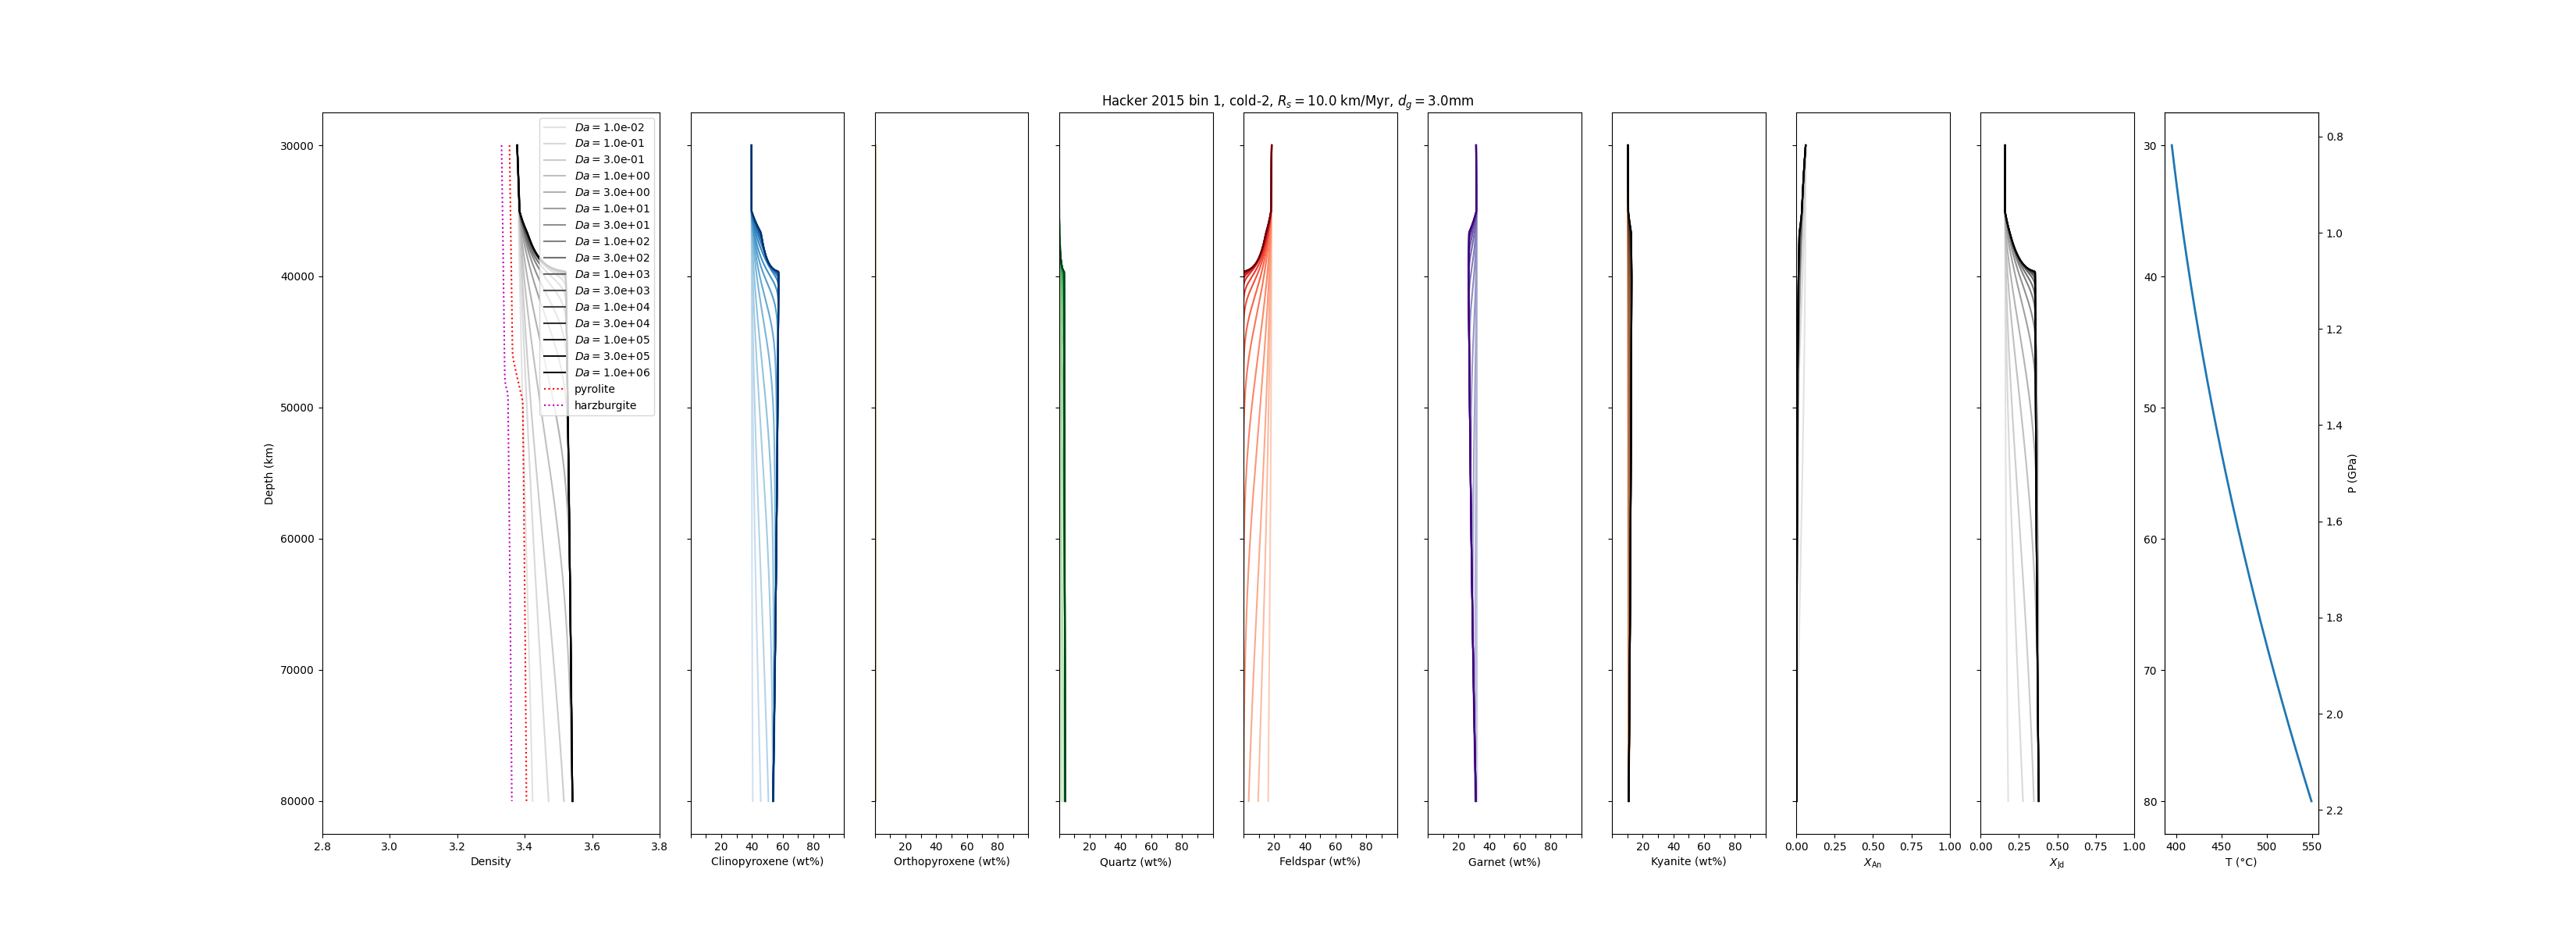 Hacker 2015 bin 1, cold-2, R_s = 10.0 km/Myr, d_g = 3.0mm
Da = 1.0e-02
Da = 1.0e-01
Da = 3.0e-01
Da = 1.0e+00
Da = 3.0e+00
Da = 1.0e+01
Da = 3.0e+01
Da = 1.0e+02
Da = 3.0e+02
Da = 1.0e+03
Da = 3.0e+03
Da = 1.0e+04
Da = 3.0e+04
Da = 1.0e+05
Da = 3.0e+05
Da = 1.0e+06
pyrolite
harzburgite
Depth (km)
30000
40000
50000
60000
70000
80000
2.8 3.0 3.2 3.4 3.6 3.8
Density
20 40 60 80
Clinopyroxene (wt%)
20 40 60 80
Orthopyroxene (wt%)
20 40 60 80
Quartz (wt%)
20 40 60 80
Feldspar (wt%)
20 40 60 80
Garnet (wt%)
20 40 60 80
Kyanite (wt%)
0.00 0.25 0.50 0.75 1.00
X_An
0.00 0.25 0.50 0.75 1.00
X_Jd
30
40
50
60
70
80
400 450 500 550
T (°C)
0.8
1.0
1.2
1.4
1.6
1.8
2.0
2.2
P (GPa)